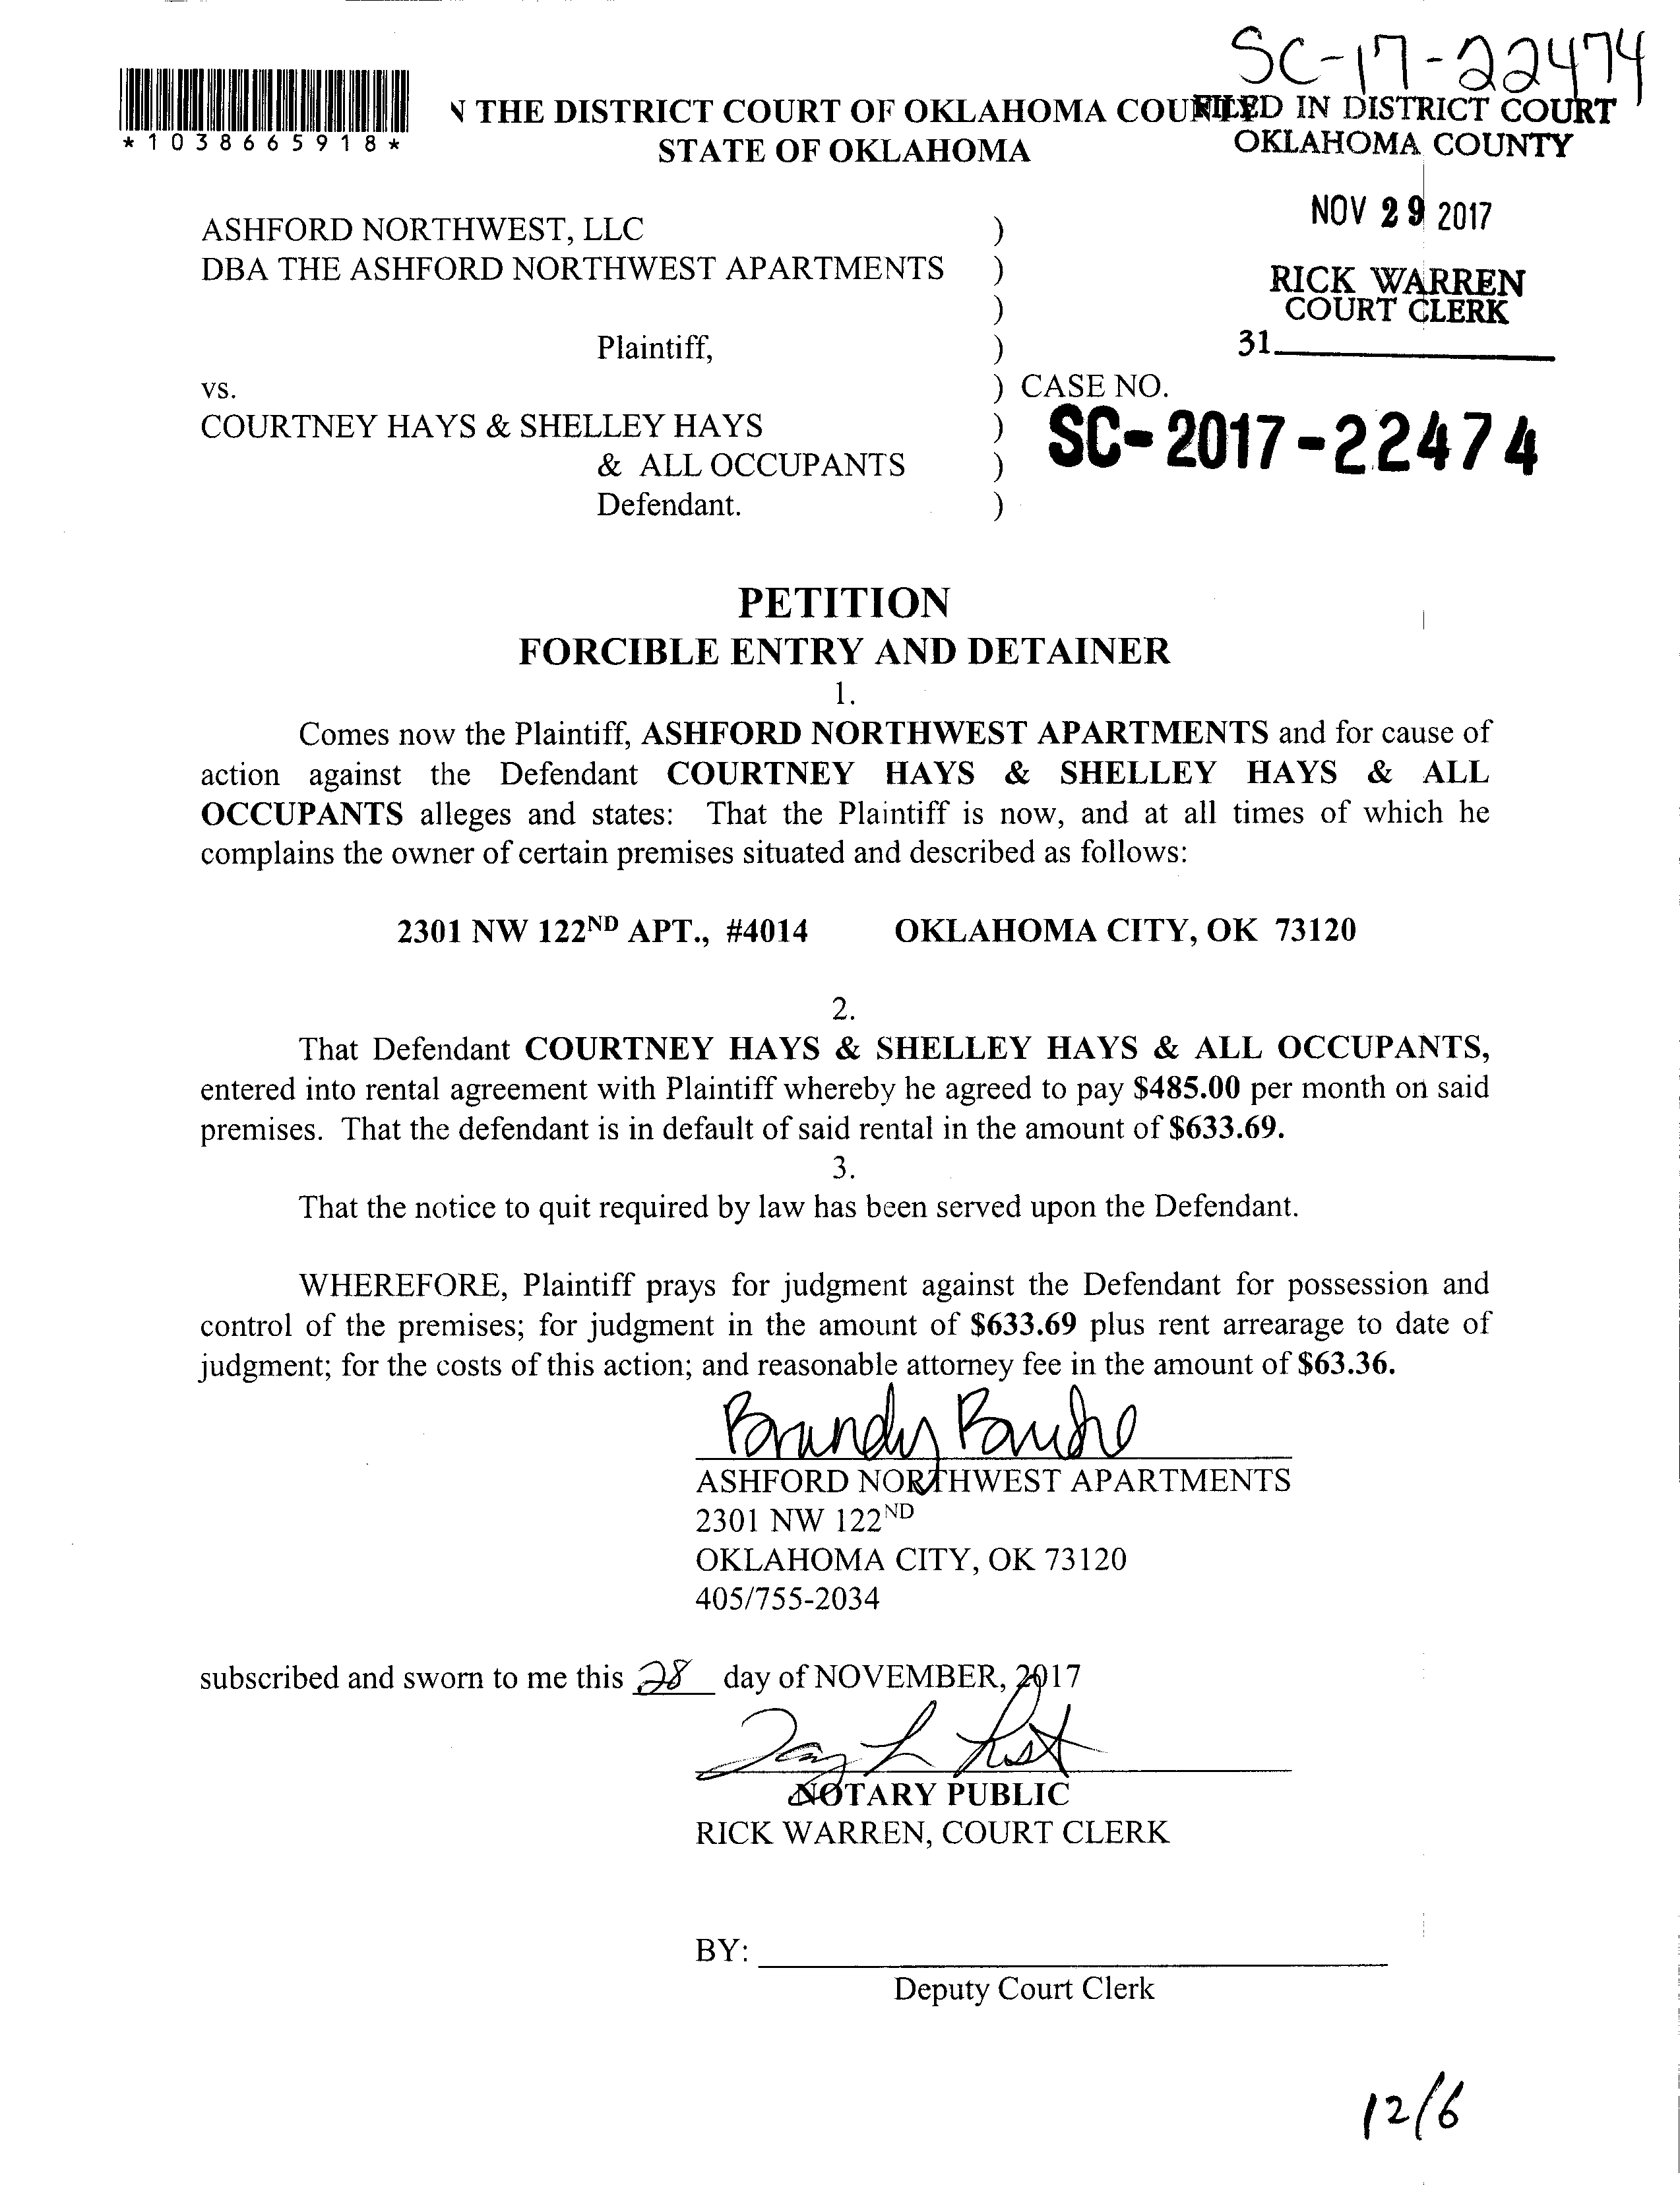 SC-17-22474
*1038665918*
N THE DISTRICT COURT OF OKLAHOMA COUNTY
STATE OF OKLAHOMA
FILED IN DISTRICT COURT
OKLAHOMA COUNTY
NOV 29 2017
RICK WARREN
COURT CLERK
31
ASHFORD NORTHWEST, LLC )
DBA THE ASHFORD NORTHWEST APARTMENTS )
)
Plaintiff, )
vs. ) CASE NO.
COURTNEY HAYS & SHELLEY HAYS ) SC-2017-22474
& ALL OCCUPANTS )
Defendant. )
PETITION
FORCIBLE ENTRY AND DETAINER
1.
Comes now the Plaintiff, ASHFORD NORTHWEST APARTMENTS and for cause of
action against the Defendant COURTNEY HAYS & SHELLEY HAYS & ALL
OCCUPANTS alleges and states: That the Plaintiff is now, and at all times of which he
complains the owner of certain premises situated and described as follows:
2301 NW 122ND APT., #4014 OKLAHOMA CITY, OK 73120
2.
That Defendant COURTNEY HAYS & SHELLEY HAYS & ALL OCCUPANTS,
entered into rental agreement with Plaintiff whereby he agreed to pay $485.00 per month on said
premises. That the defendant is in default of said rental in the amount of $633.69.
3.
That the notice to quit required by law has been served upon the Defendant.
WHEREFORE, Plaintiff prays for judgment against the Defendant for possession and
control of the premises; for judgment in the amount of $633.69 plus rent arrearage to date of
judgment; for the costs of this action; and reasonable attorney fee in the amount of $63.36.
Brandy
ASHFORD NORTHWEST APARTMENTS
2301 NW 122ND
OKLAHOMA CITY, OK 73120
405/755-2034
subscribed and sworn to me this 28 day of NOVEMBER, 2017
NOTARY PUBLIC
RICK WARREN, COURT CLERK
BY:
Deputy Court Clerk
12/6